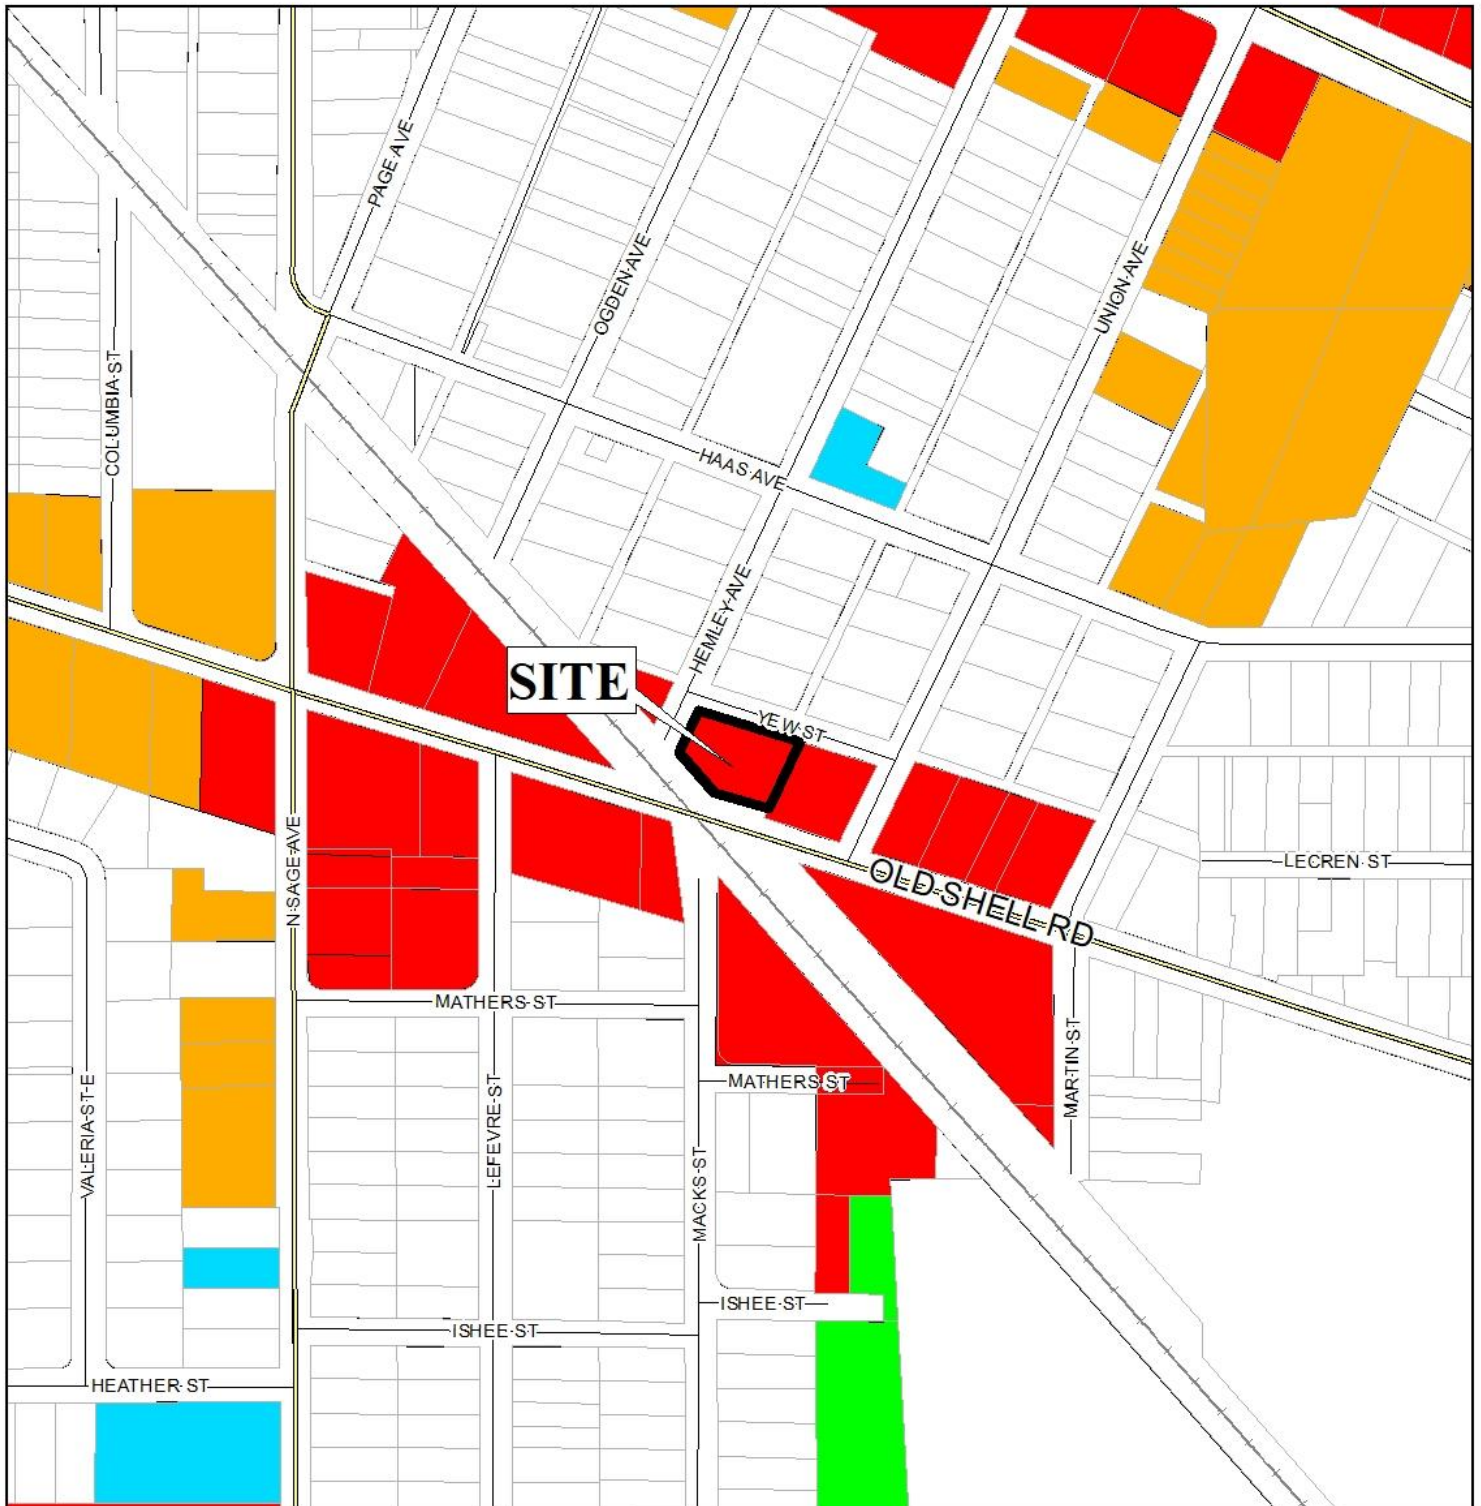 PAGE AVE
OGDEN AVE
UNION AVE
COLUMBIA ST
HAAS AVE
HEMLEY AVE
SITE
YEW ST
N SAGE AVE
OLD SHELL RD
LECREN ST
MATHERS ST
MATHERS ST
MARTIN ST
VALERIA ST E
LEFEVRE ST
MACKS ST
ISHEE ST
ISHEE ST
HEATHER ST